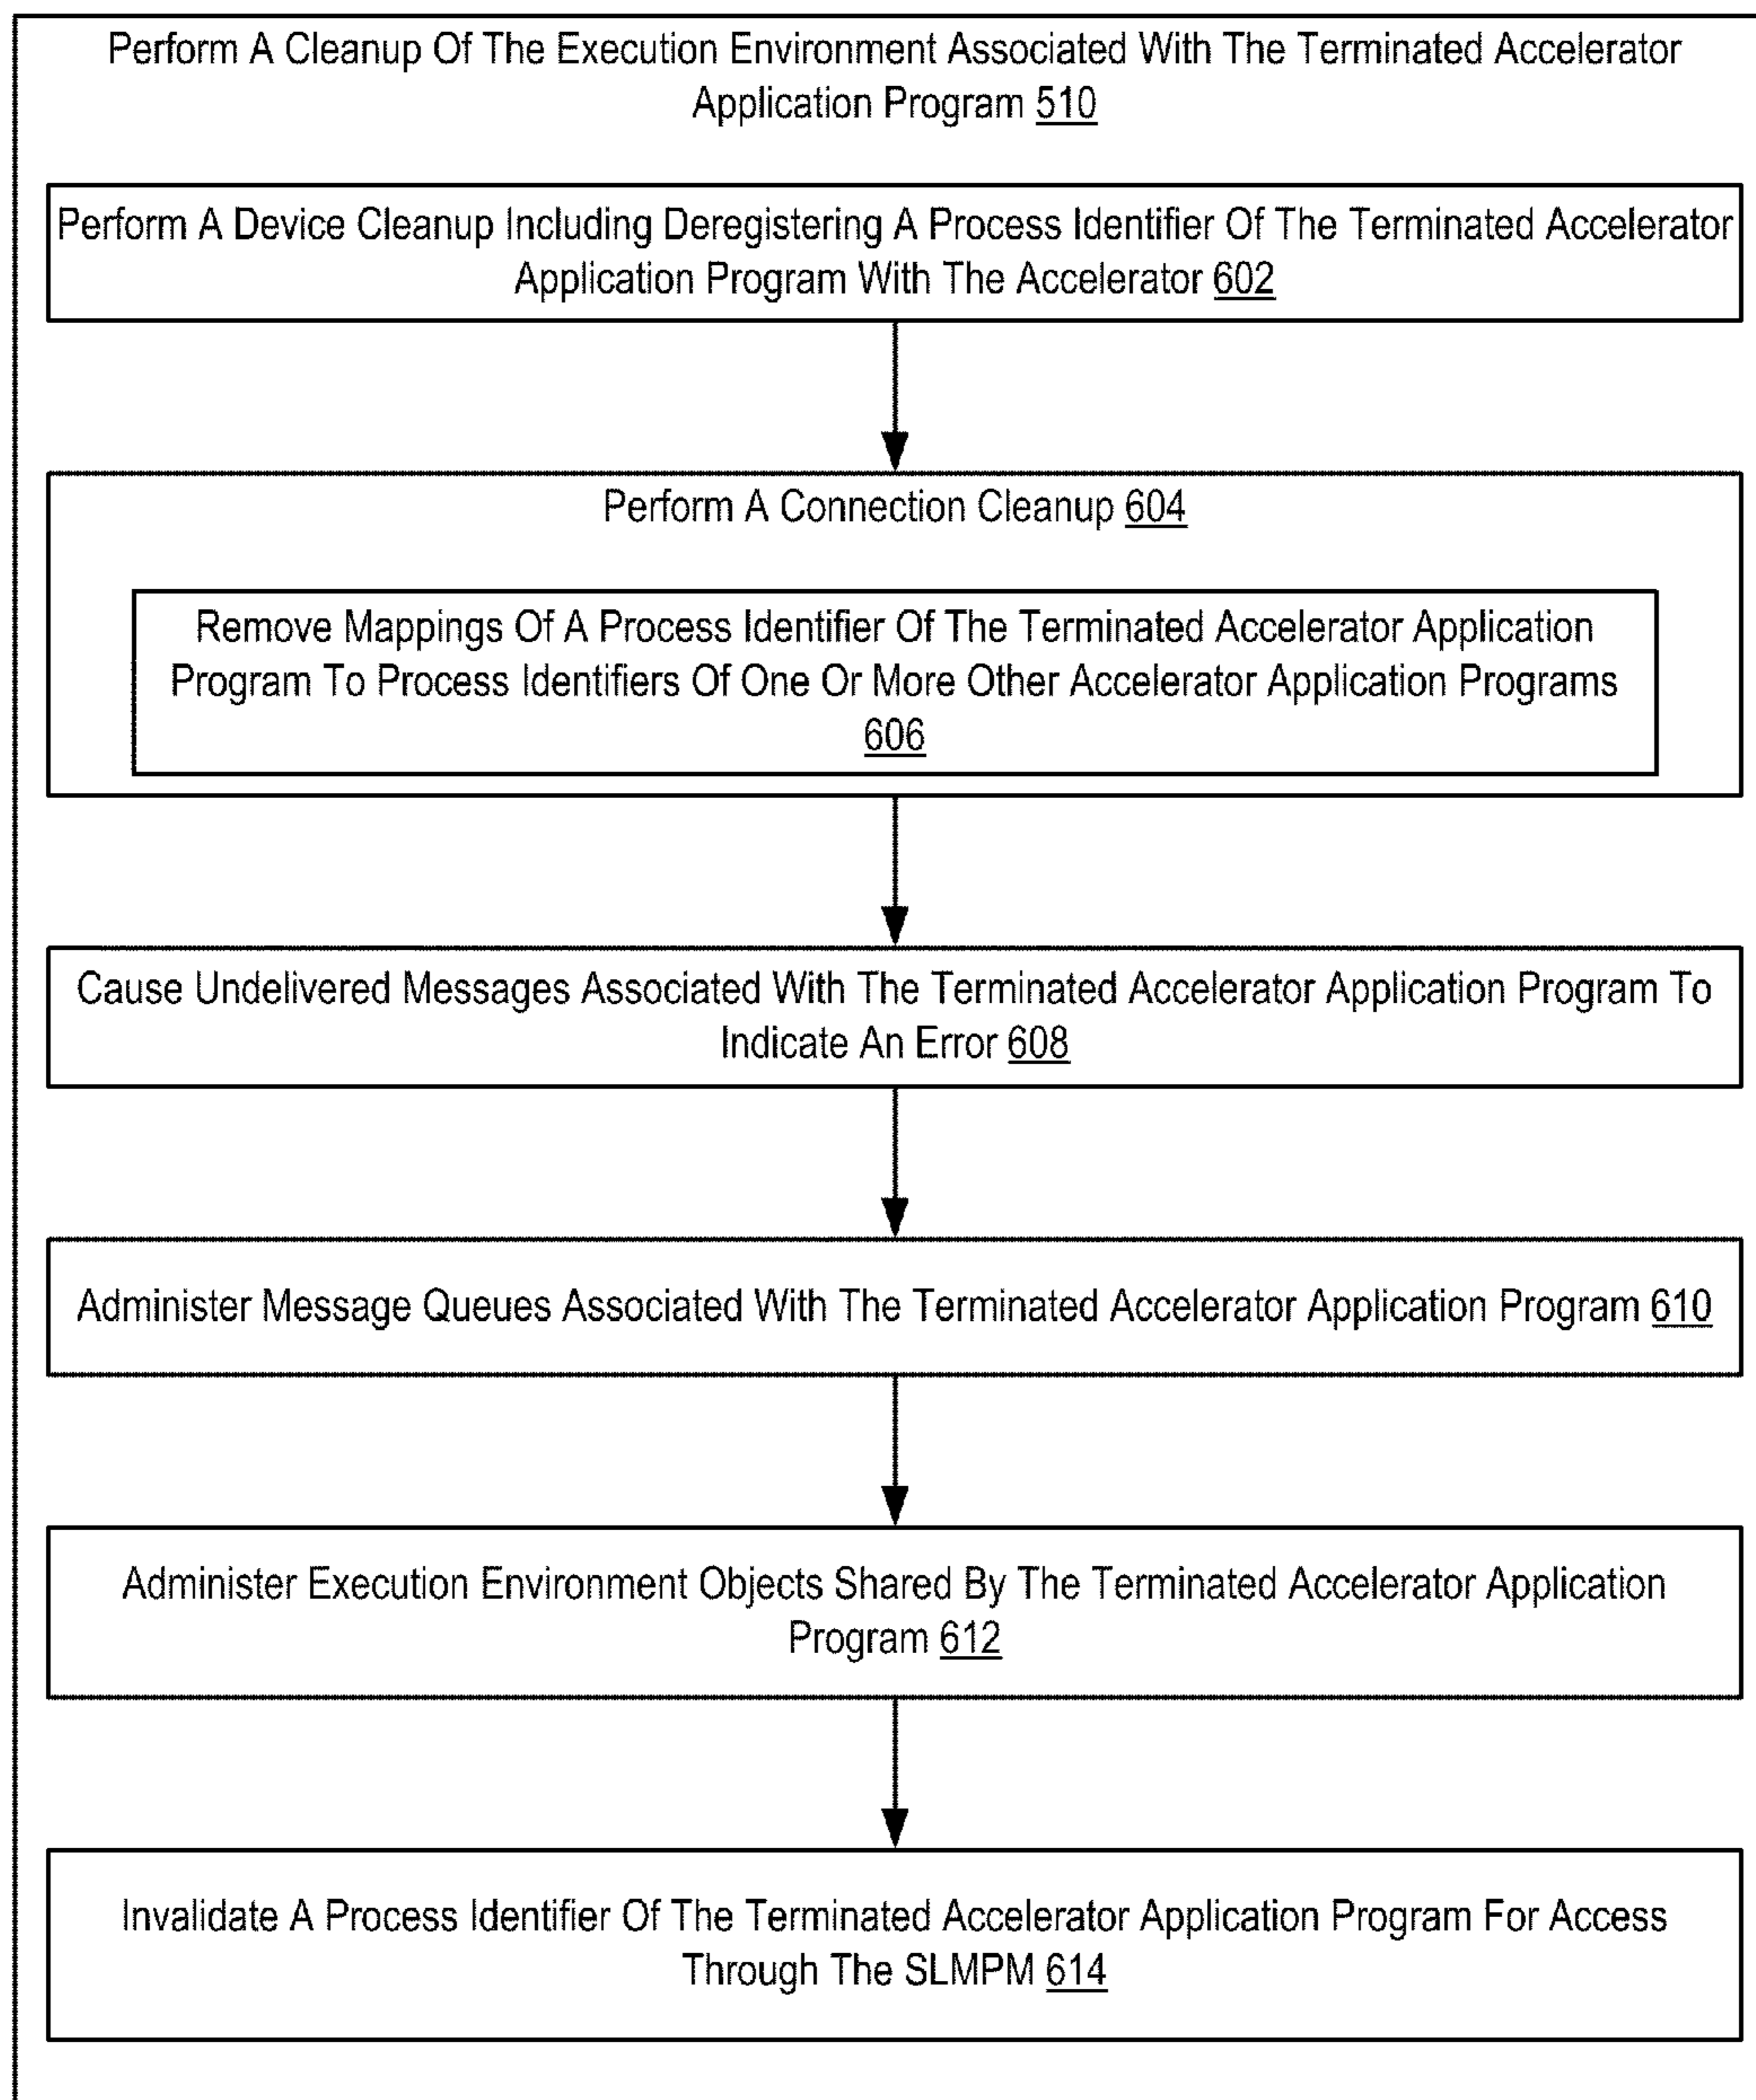 Perform A Cleanup Of The Execution Environment Associated With The Terminated Accelerator
Application Program 510
Perform A Device Cleanup Including Deregistering A Process Identifier Of The Terminated Accelerator
Application Program With The Accelerator 602
Perform A Connection Cleanup 604
Remove Mappings Of A Process Identifier Of The Terminated Accelerator Application
Program To Process Identifiers Of One Or More Other Accelerator Application Programs
606
Cause Undelivered Messages Associated With The Terminated Accelerator Application Program To
Indicate An Error 608
Administer Message Queues Associated With The Terminated Accelerator Application Program 610
Administer Execution Environment Objects Shared By The Terminated Accelerator Application
Program 612
Invalidate A Process Identifier Of The Terminated Accelerator Application Program For Access
Through The SLMPM 614